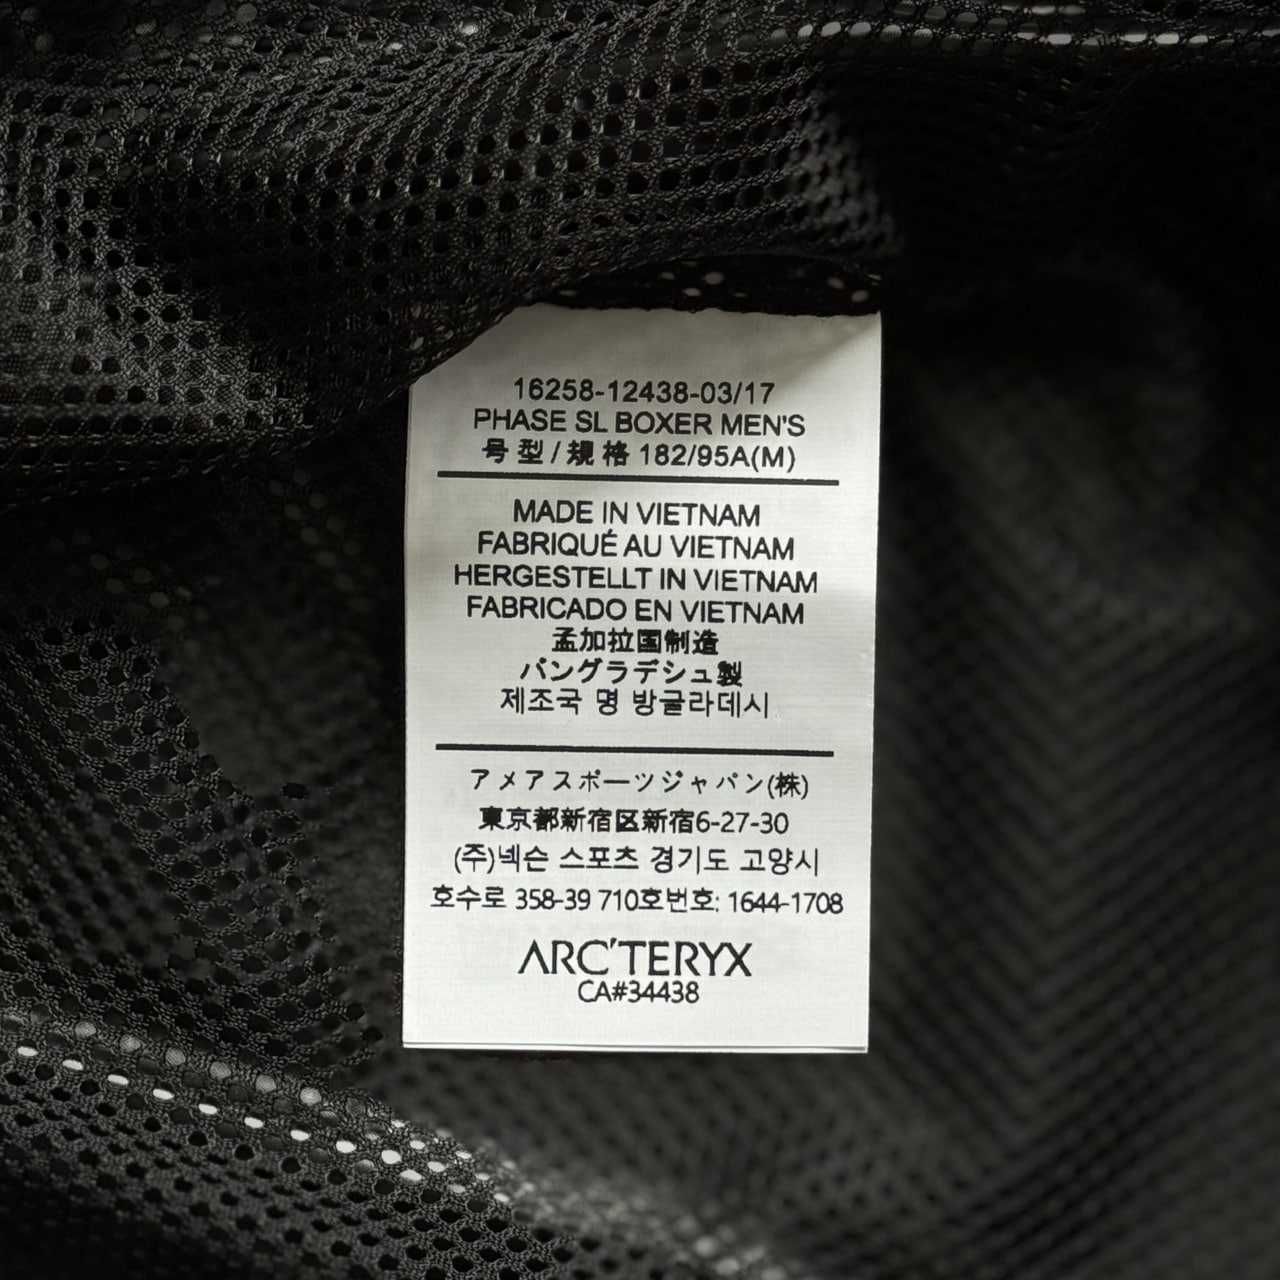 16258-12438-03/17
PHASE SL BOXER MEN'S
号型/規格 182/95A(M)
MADE IN VIETNAM
FABRIQUÉ AU VIETNAM
HERGESTELLT IN VIETNAM
FABRICADO EN VIETNAM
孟加拉国制造
バングラデシュ製
제조국 명 방글라데시
アメアスポーツジャパン(株)
東京都新宿区新宿6-27-30
(주)넥슨 스포츠 경기도 고양시
호수로 358-39 710호번호: 1644-1708
ARC'TERYX
CA#34438